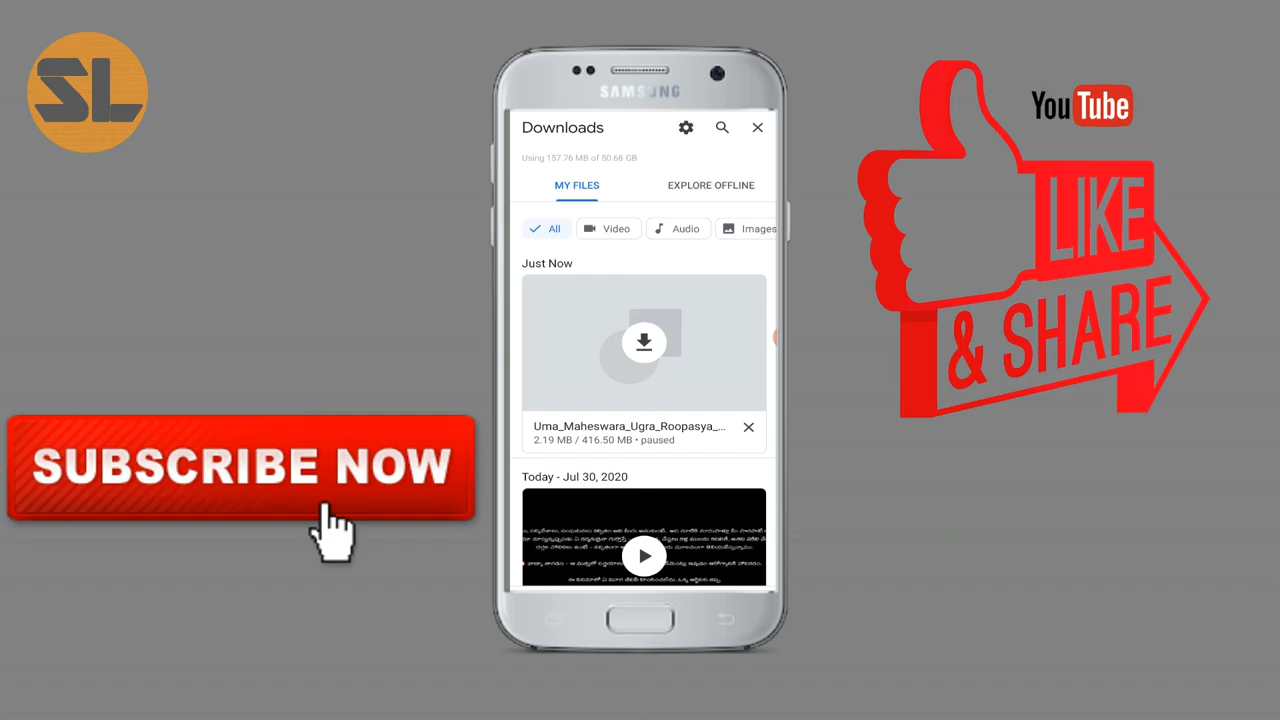 SL
SUBSCRIBE NOW
SAMSUNG
Downloads
Using 157.76 MB of 50.68 GB
MY FILES
EXPLORE OFFLINE
All
Video
Audio
Images
Just Now
Uma_Maheswara_Ugra_Roopasya_...
2.19 MB / 416.50 MB • paused
Today - Jul 30, 2020
ఈ సినిమాలో ఏ మూగ జీవినీ హింసించలేదు. ఒక్క
YouTube
LIKE
& SHARE